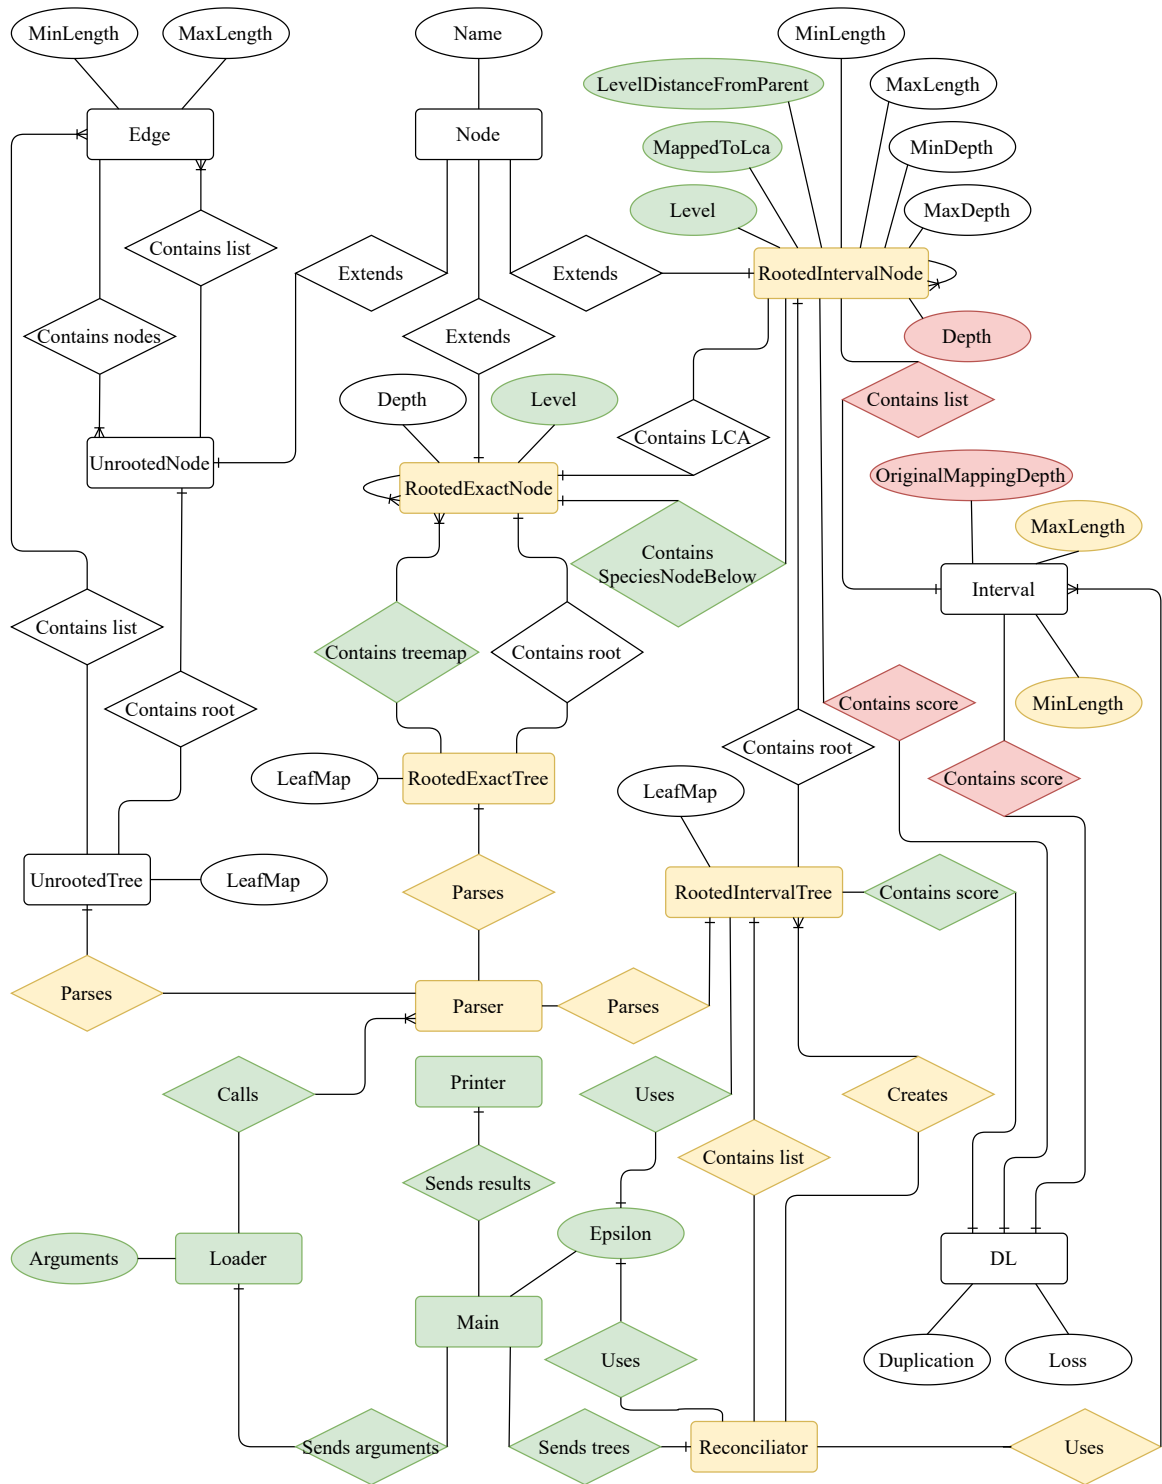 MinLength
MaxLength
Name
MinLength
LevelDistanceFromParent
MaxLength
Edge
Node
MappedToLca
MinDepth
Level
MaxDepth
Contains list
Extends
Extends
RootedIntervalNode
Contains nodes
Extends
Depth
Depth
Level
Contains list
Contains LCA
UnrootedNode
RootedExactNode
OriginalMappingDepth
MaxLength
Contains
SpeciesNodeBelow
Interval
Contains list
Contains treemap
Contains root
Contains root
Contains score
MinLength
Contains root
LeafMap
RootedExactTree
Contains score
LeafMap
UnrootedTree
LeafMap
Parses
RootedIntervalTree
Contains score
Parses
Parser
Parses
Printer
Calls
Uses
Creates
Contains list
Sends results
Epsilon
Arguments
Loader
DL
Main
Uses
Duplication
Loss
Sends arguments
Sends trees
Reconciliator
Uses